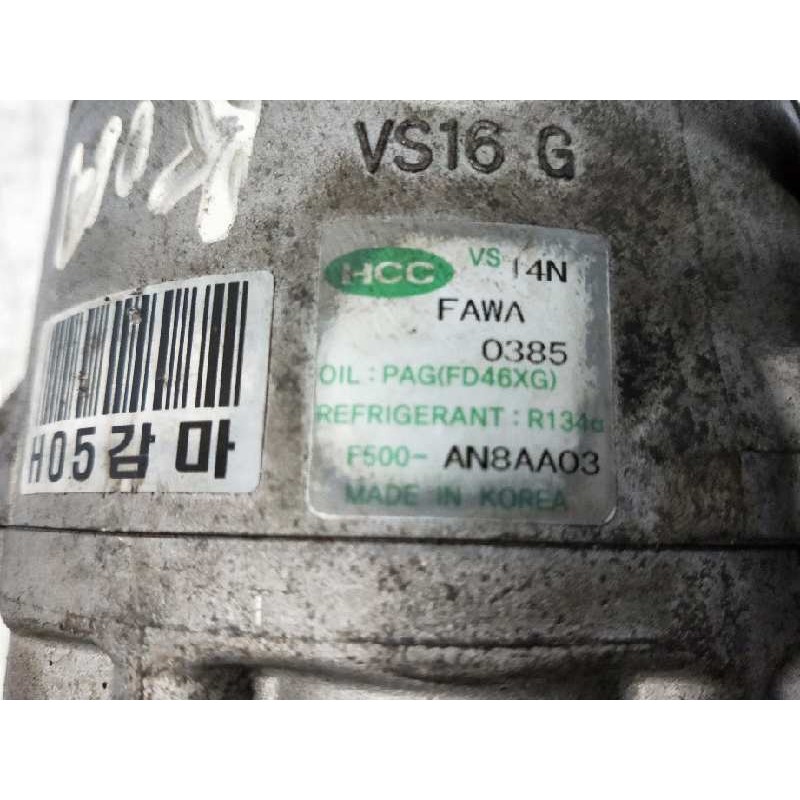 VS16 G
HCC VS 14N
FAWA
0385
OIL : PAG(FD46XG)
REFRIGERANT : R134a
F500- AN8AA03
MADE IN KOREA
H05감마